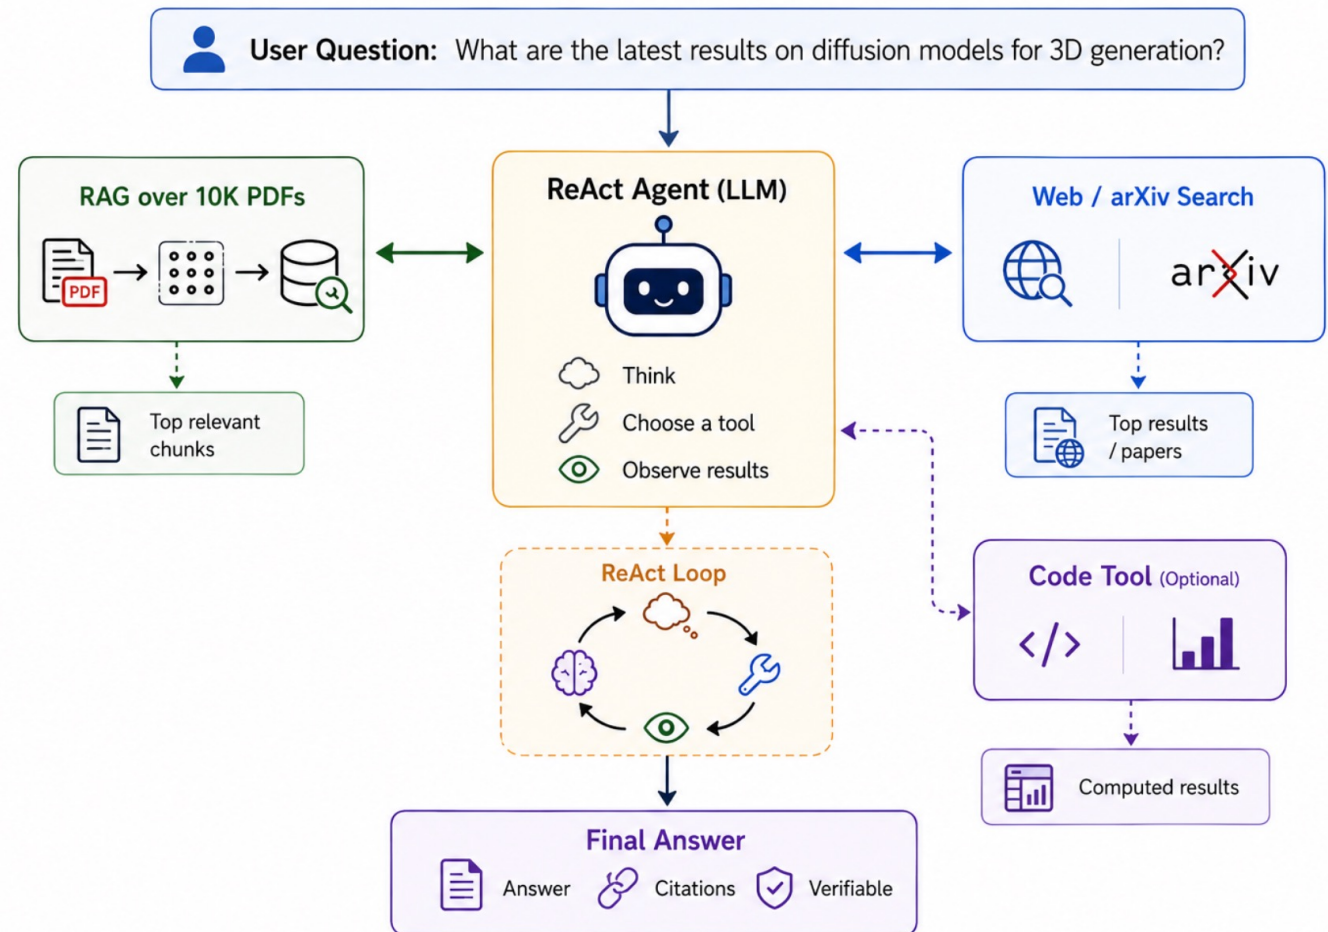 User Question: What are the latest results on diffusion models for 3D generation?
RAG over 10K PDFs
PDF
Top relevant
chunks
ReAct Agent (LLM)
Think
Choose a tool
Observe results
Web / arXiv Search
arXiv
Top results
/ papers
ReAct Loop
Code Tool (Optional)
</>
Computed results
Final Answer
Answer
Citations
Verifiable